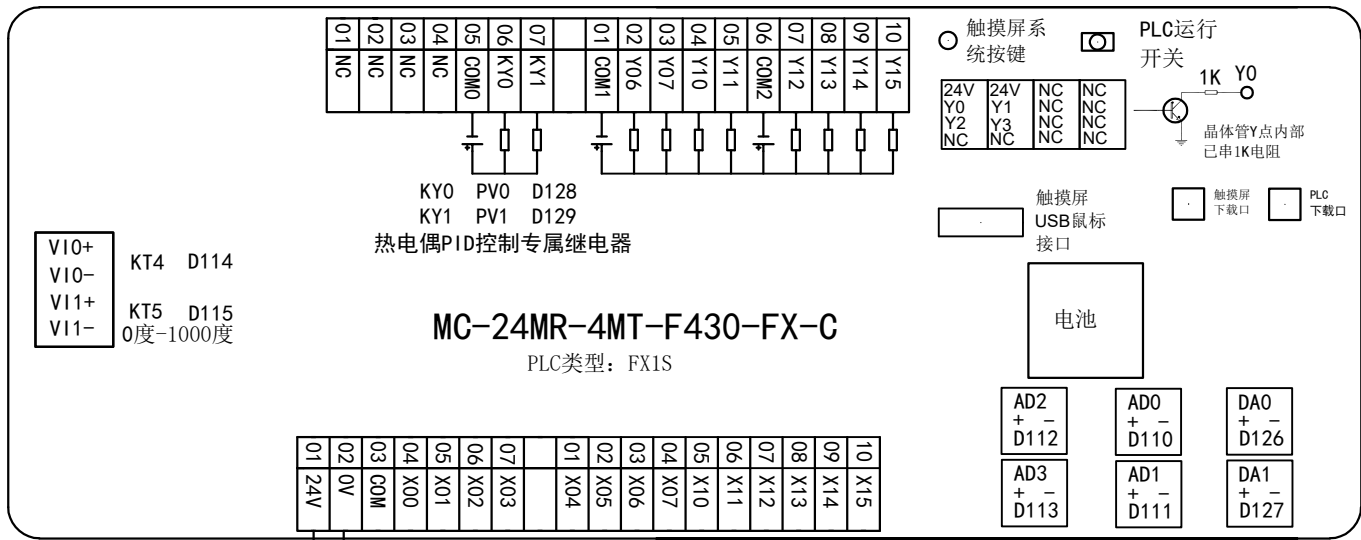 01 NC
02 NC
03 NC
04 NC
05 COM0
06 KY0
07 KY1
01 COM1
02 Y06
03 Y07
04 Y10
05 Y11
06 COM2
07 Y12
08 Y13
09 Y14
10 Y15
触摸屏系
统按键
PLC运行
开关
24V 24V NC NC
Y0 Y1 NC NC
Y2 Y3 NC NC
NC NC NC NC
1K Y0
晶体管Y点内部
已串1K电阻
KY0 PV0 D128
KY1 PV1 D129
热电偶PID控制专属继电器
触摸屏
USB鼠标
接口
触摸屏
下载口
PLC
下载口
VI0+
VI0-
VI1+
VI1-
KT4 D114
KT5 D115
0度-1000度
MC-24MR-4MT-F430-FX-C
PLC类型：FX1S
电池
AD2
+ -
D112
AD0
+ -
D110
DA0
+ -
D126
AD3
+ -
D113
AD1
+ -
D111
DA1
+ -
D127
01 24V
02 0V
03 COM
04 X00
05 X01
06 X02
07 X03
01 X04
02 X05
03 X06
04 X07
05 X10
06 X11
07 X12
08 X13
09 X14
10 X15